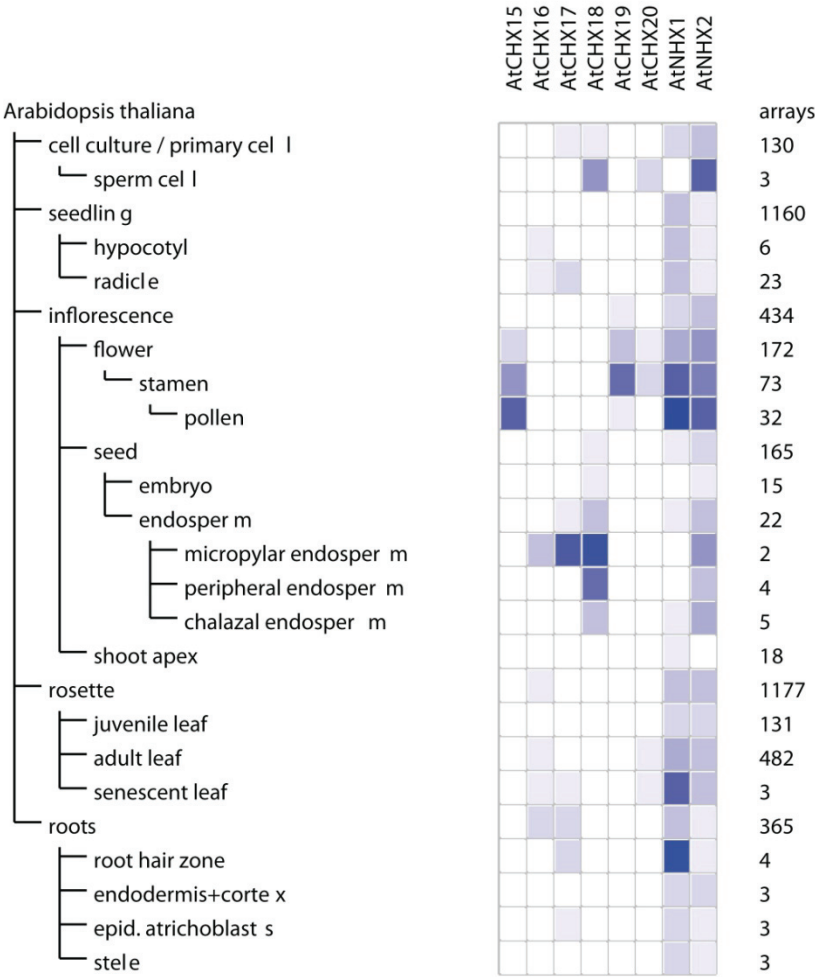 AtCHX15 AtCHX16 AtCHX17 AtCHX18 AtCHX19 AtCHX20 AtNHX1 AtNHX2
Arabidopsis thaliana arrays
cell culture / primary cel l 130
sperm cel l 3
seedlin g 1160
hypocotyl 6
radicl e 23
inflorescence 434
flower 172
stamen 73
pollen 32
seed 165
embryo 15
endosper m 22
micropylar endosper m 2
peripheral endosper m 4
chalazal endosper m 5
shoot apex 18
rosette 1177
juvenile leaf 131
adult leaf 482
senescent leaf 3
roots 365
root hair zone 4
endodermis+corte x 3
epid. atrichoblast s 3
stel e 3